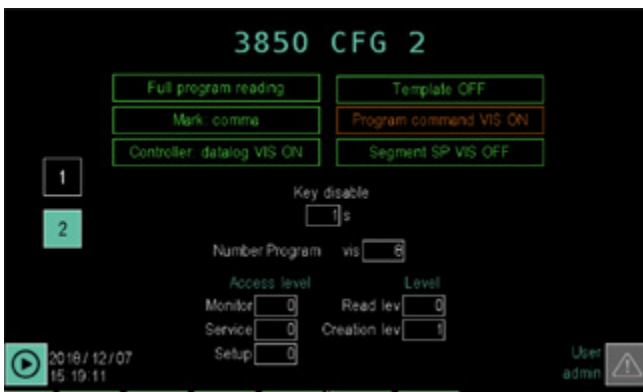 3850 CFG 2
Full program reading
Template OFF
Mark: comma
Program command VIS ON
Controller: datalog VIS ON
Segment SP VIS OFF
1
Key disable
1 s
2
Number Program vis 8
Access level
Level
Monitor 0
Read lev 0
Service 0
Creation lev 1
Setup 0
2018/12/07
15:19:11
User
admin